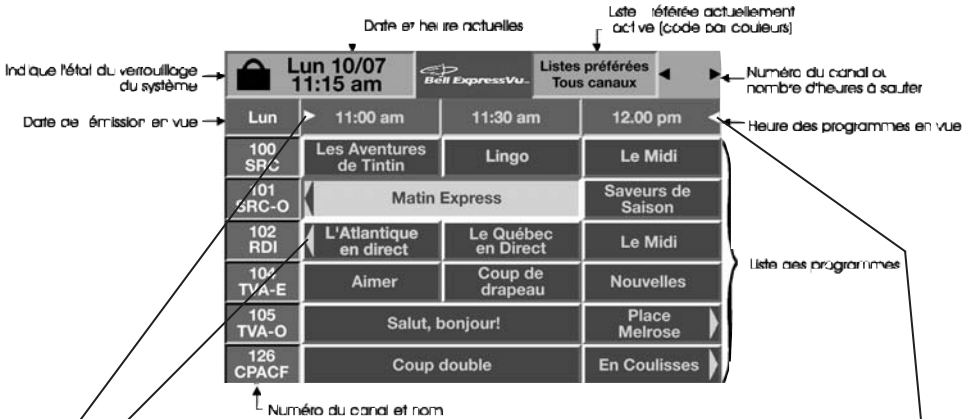 Date et heure actuelles
Liste référée actuellement
active (code par couleurs)
Indique l'état du verrouillage
du système
Lun 10/07
11:15 am
Bell ExpressVu
Listes préférées
Tous canaux
Numéro du canal ou
nombre d'heures à sauter
Date de émission en vue
Lun
11:00 am
11:30 am
12.00 pm
Heure des programmes en vue
100
SRC
Les Aventures
de Tintin
Lingo
Le Midi
101
SRC-O
Matin Express
Saveurs de
Saison
102
RDI
L'Atlantique
en direct
Le Québec
en Direct
Le Midi
Liste des programmes
104
TVA-E
Aimer
Coup de
drapeau
Nouvelles
105
TVA-O
Salut, bonjour!
Place
Melrose
126
CPACF
Coup double
En Coulisses
Numéro du canal et nom